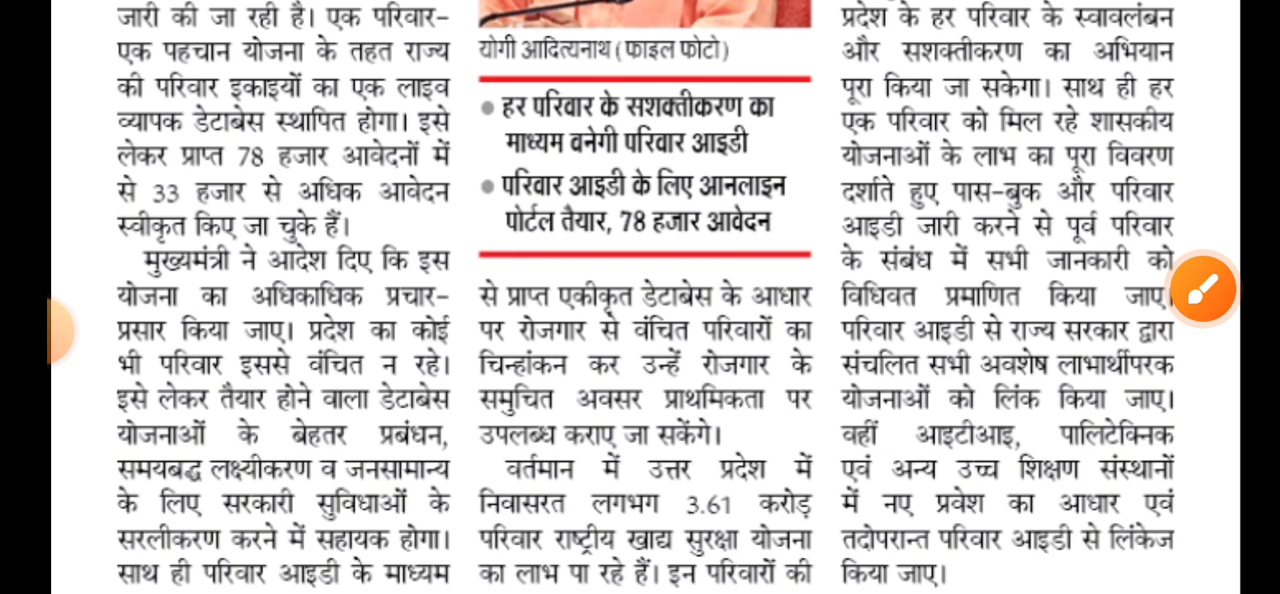 जारी की जा रही है। एक परिवार-
एक पहचान योजना के तहत राज्य
की परिवार इकाइयों का एक लाइव
व्यापक डेटाबेस स्थापित होगा। इसे
लेकर प्राप्त 78 हजार आवेदनों में
से 33 हजार से अधिक आवेदन
स्वीकृत किए जा चुके हैं।
मुख्यमंत्री ने आदेश दिए कि इस
योजना का अधिकाधिक प्रचार-
प्रसार किया जाए। प्रदेश का कोई
भी परिवार इससे वंचित न रहे।
इसे लेकर तैयार होने वाला डेटाबेस
योजनाओं के बेहतर प्रबंधन,
समयबद्ध लक्ष्यीकरण व जनसामान्य
के लिए सरकारी सुविधाओं के
सरलीकरण करने में सहायक होगा।
साथ ही परिवार आइडी के माध्यम
योगी आदित्यनाथ (फाइल फोटो)
● हर परिवार के सशक्तीकरण का
माध्यम बनेगी परिवार आइडी
● परिवार आइडी के लिए आनलाइन
पोर्टल तैयार, 78 हजार आवेदन
से प्राप्त एकीकृत डेटाबेस के आधार
पर रोजगार से वंचित परिवारों का
चिन्हांकन कर उन्हें रोजगार के
समुचित अवसर प्राथमिकता पर
उपलब्ध कराए जा सकेंगे।
वर्तमान में उत्तर प्रदेश में
निवासरत लगभग 3.61 करोड़
परिवार राष्ट्रीय खाद्य सुरक्षा योजना
का लाभ पा रहे हैं। इन परिवारों की
प्रदेश के हर परिवार के स्वावलंबन
और सशक्तीकरण का अभियान
पूरा किया जा सकेगा। साथ ही हर
एक परिवार को मिल रहे शासकीय
योजनाओं के लाभ का पूरा विवरण
दर्शाते हुए पास-बुक और परिवार
आइडी जारी करने से पूर्व परिवार
के संबंध में सभी जानकारी को
विधिवत प्रमाणित किया जाए।
परिवार आइडी से राज्य सरकार द्वारा
संचलित सभी अवशेष लाभार्थीपरक
योजनाओं को लिंक किया जाए।
वहीं आइटीआइ, पालिटेक्निक
एवं अन्य उच्च शिक्षण संस्थानों
में नए प्रवेश का आधार एवं
तदोपरान्त परिवार आइडी से लिंकेज
किया जाए।